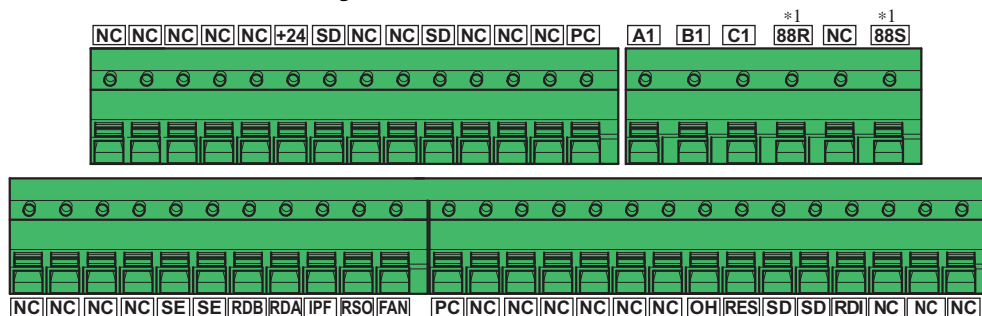 *1 *1
NC NC NC NC NC +24 SD NC NC SD NC NC NC PC A1 B1 C1 88R NC 88S
NC NC NC NC SE SE RDB RDA IPF RSO FAN PC NC NC NC NC NC NC OH RES SD SD RDI NC NC NC